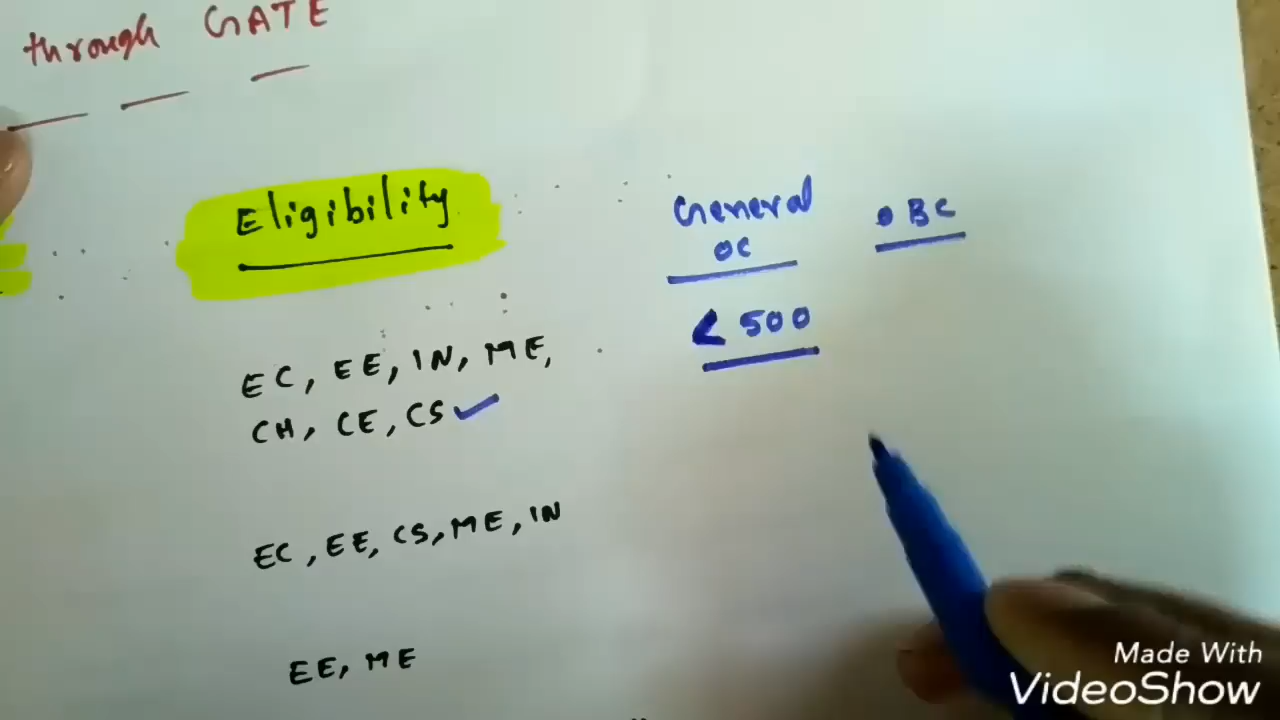 through GATE
Eligibility
General OBC
OC
< 500
EC, EE, IN, ME,
CH, CE, CS ✓
EC, EE, CS, ME, IN
EE, ME
Made With
VideoShow